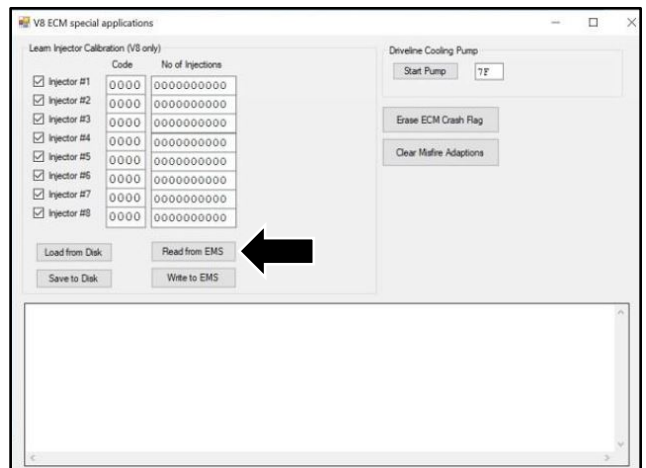 V8 ECM special applications
Learn Injector Calibration (V8 only)
Code No of Injections
Injector #1 0000 0000000000
Injector #2 0000 0000000000
Injector #3 0000 0000000000
Injector #4 0000 0000000000
Injector #5 0000 0000000000
Injector #6 0000 0000000000
Injector #7 0000 0000000000
Injector #8 0000 0000000000
Load from Disk Read from EMS
Save to Disk Write to EMS
Driveline Cooling Pump
Start Pump 7F
Erase ECM Crash Flag
Clear Misfire Adaptions